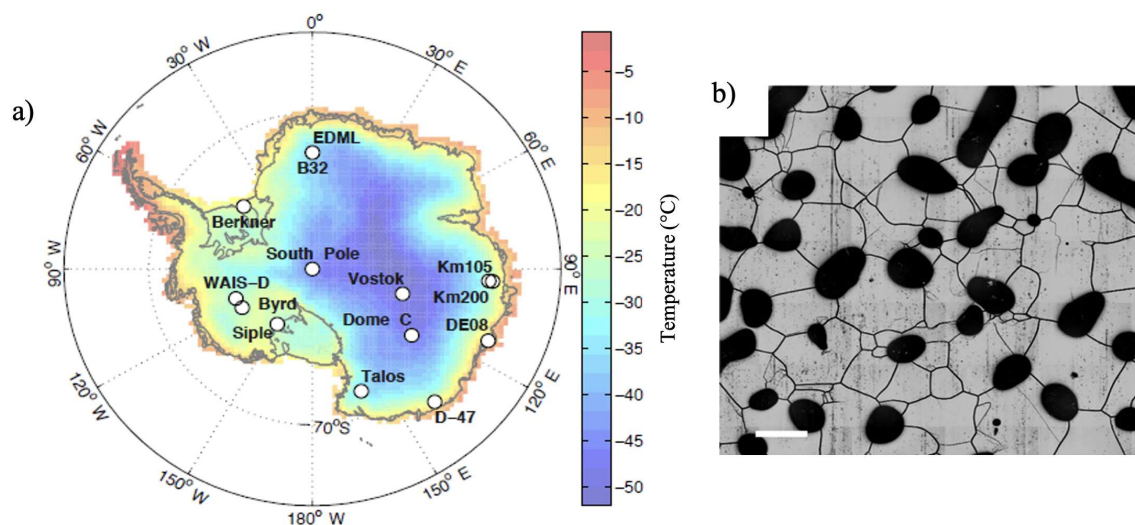 a)
0°
30° E
60° E
90° E
120° E
150° E
180° W
150° W
120° W
90° W
60° W
30° W
EDML
B32
Berkner
South Pole
WAIS-D
Byrd
Siple
Vostok
Dome C
Km105
Km200
DE08
Talos
D-47
-70°S
-5
-10
-15
-20
-25
-30
-35
-40
-45
-50
Temperature (°C)
b)